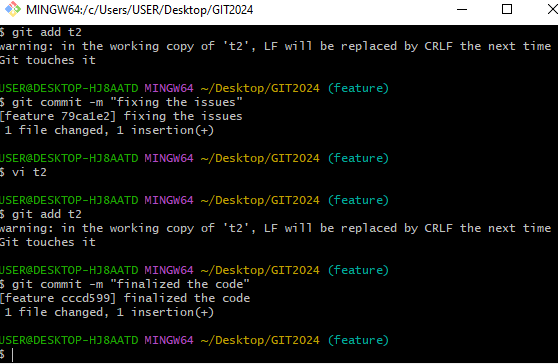 MINGW64:/c/Users/USER/Desktop/GIT2024
$ git add t2
warning: in the working copy of 't2', LF will be replaced by CRLF the next time
Git touches it
USER@DESKTOP-HJ8AATD MINGW64 ~/Desktop/GIT2024 (feature)
$ git commit -m "fixing the issues"
[feature 79ca1e2] fixing the issues
1 file changed, 1 insertion(+)
USER@DESKTOP-HJ8AATD MINGW64 ~/Desktop/GIT2024 (feature)
$ vi t2
USER@DESKTOP-HJ8AATD MINGW64 ~/Desktop/GIT2024 (feature)
$ git add t2
warning: in the working copy of 't2', LF will be replaced by CRLF the next time
Git touches it
USER@DESKTOP-HJ8AATD MINGW64 ~/Desktop/GIT2024 (feature)
$ git commit -m "finalized the code"
[feature cccd599] finalized the code
1 file changed, 1 insertion(+)
USER@DESKTOP-HJ8AATD MINGW64 ~/Desktop/GIT2024 (feature)
$